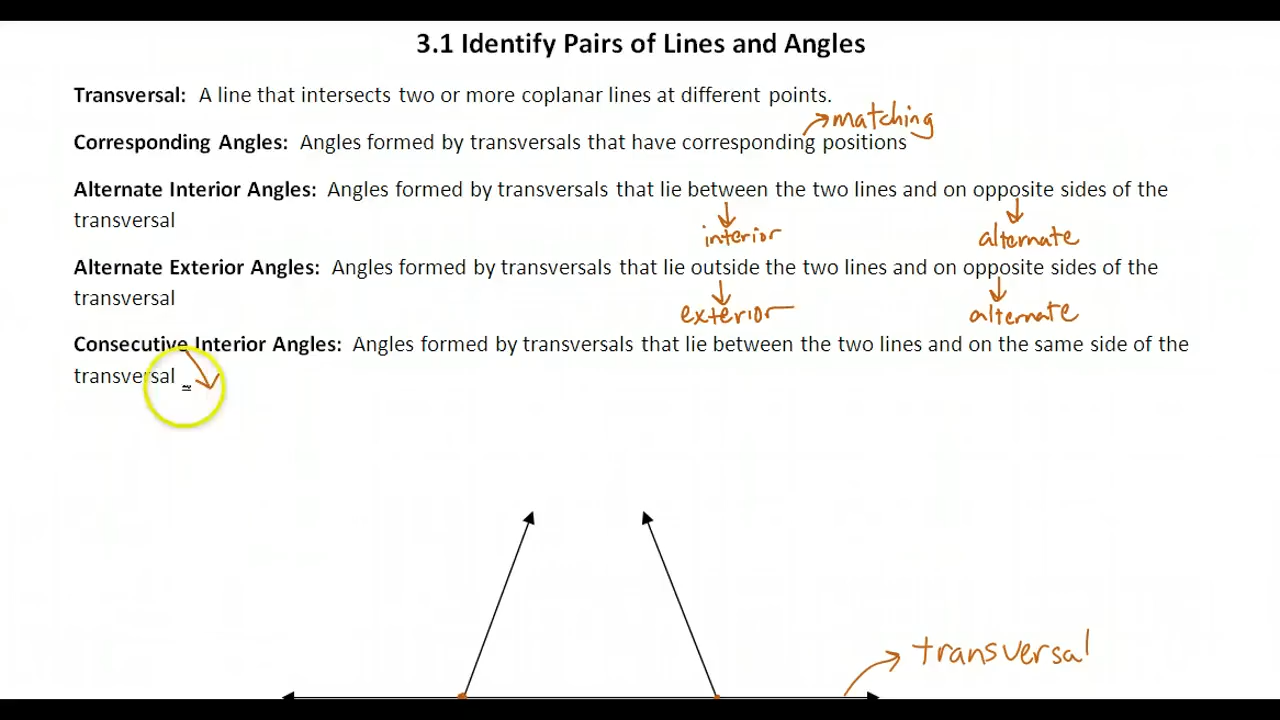 3.1 Identify Pairs of Lines and Angles
Transversal: A line that intersects two or more coplanar lines at different points.
matching
Corresponding Angles: Angles formed by transversals that have corresponding positions
Alternate Interior Angles: Angles formed by transversals that lie between the two lines and on opposite sides of the
transversal
interior alternate
Alternate Exterior Angles: Angles formed by transversals that lie outside the two lines and on opposite sides of the
transversal
exterior alternate
Consecutive Interior Angles: Angles formed by transversals that lie between the two lines and on the same side of the
transversal
transversal